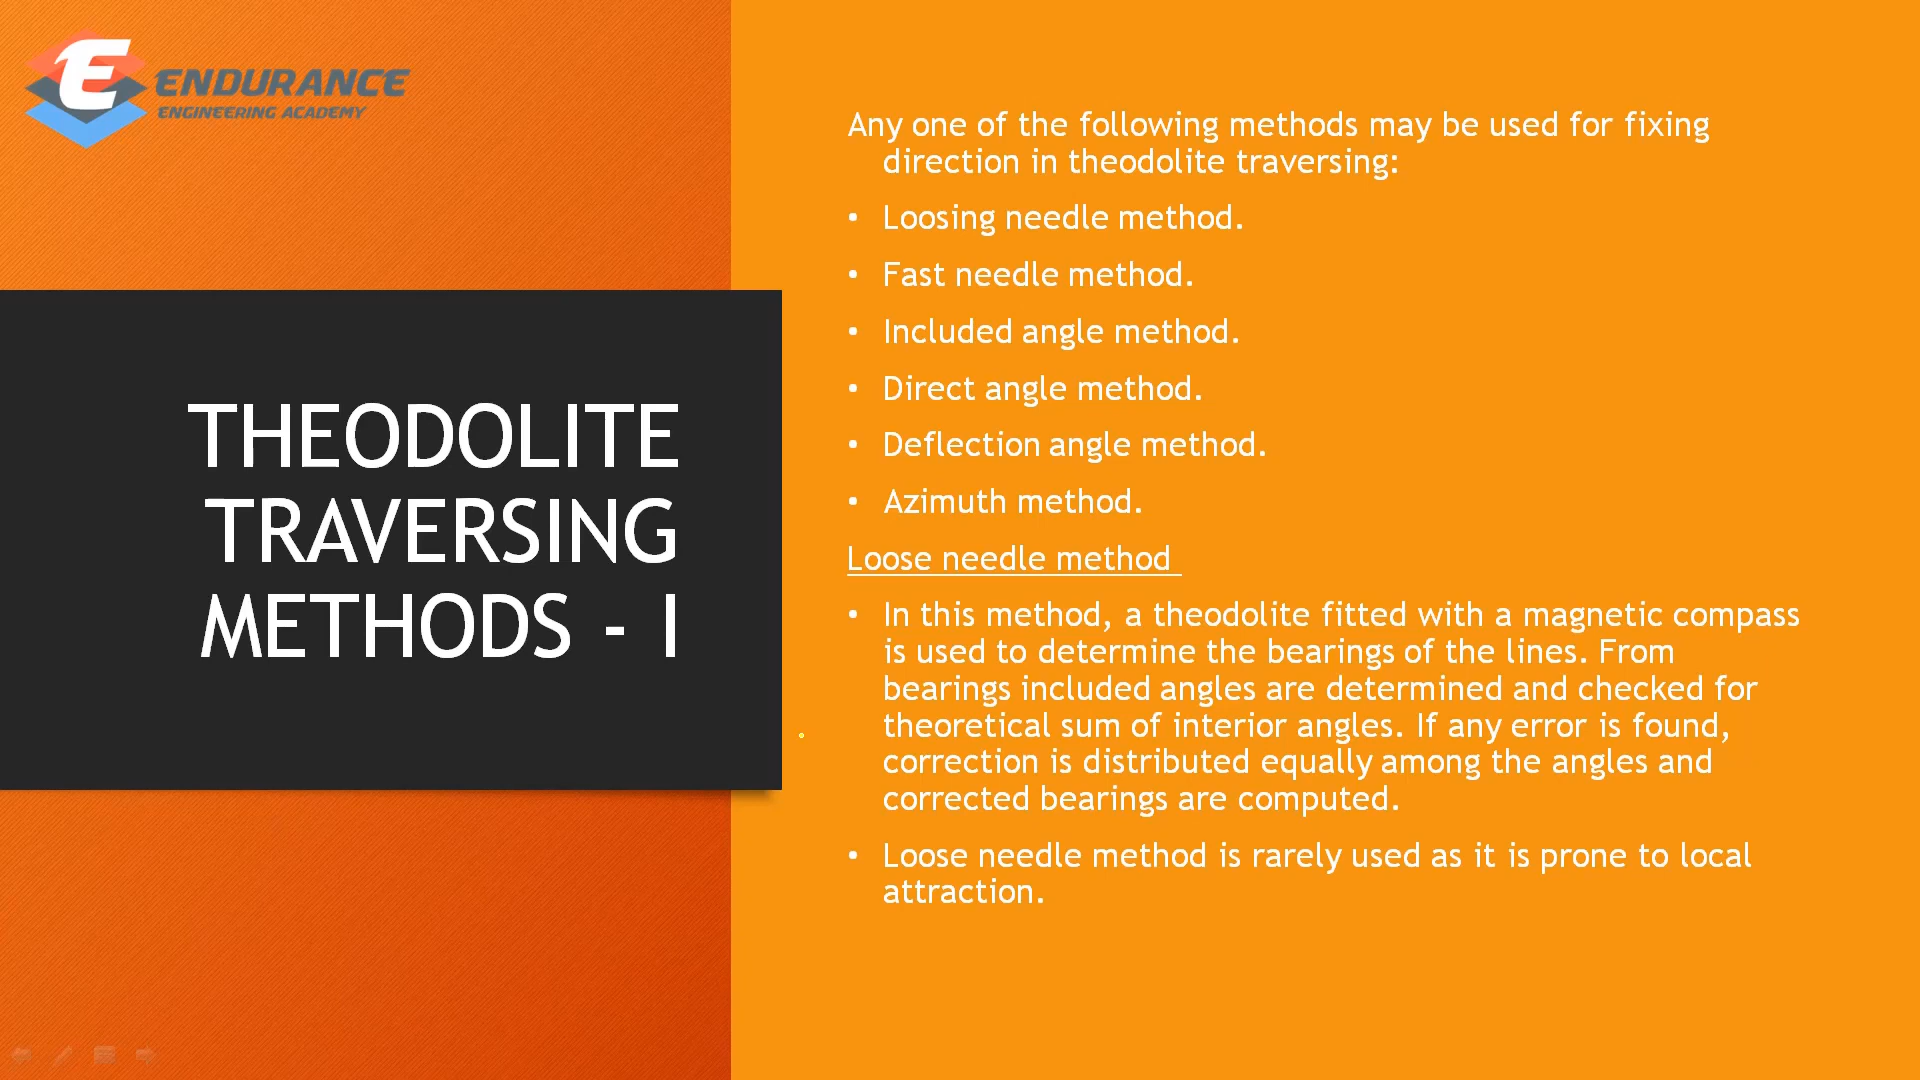 ENDURANCE
ENGINEERING ACADEMY
THEODOLITE
TRAVERSING
METHODS - I
Any one of the following methods may be used for fixing
direction in theodolite traversing:
• Loosing needle method.
• Fast needle method.
• Included angle method.
• Direct angle method.
• Deflection angle method.
• Azimuth method.
Loose needle method
• In this method, a theodolite fitted with a magnetic compass
is used to determine the bearings of the lines. From
bearings included angles are determined and checked for
theoretical sum of interior angles. If any error is found,
correction is distributed equally among the angles and
corrected bearings are computed.
• Loose needle method is rarely used as it is prone to local
attraction.